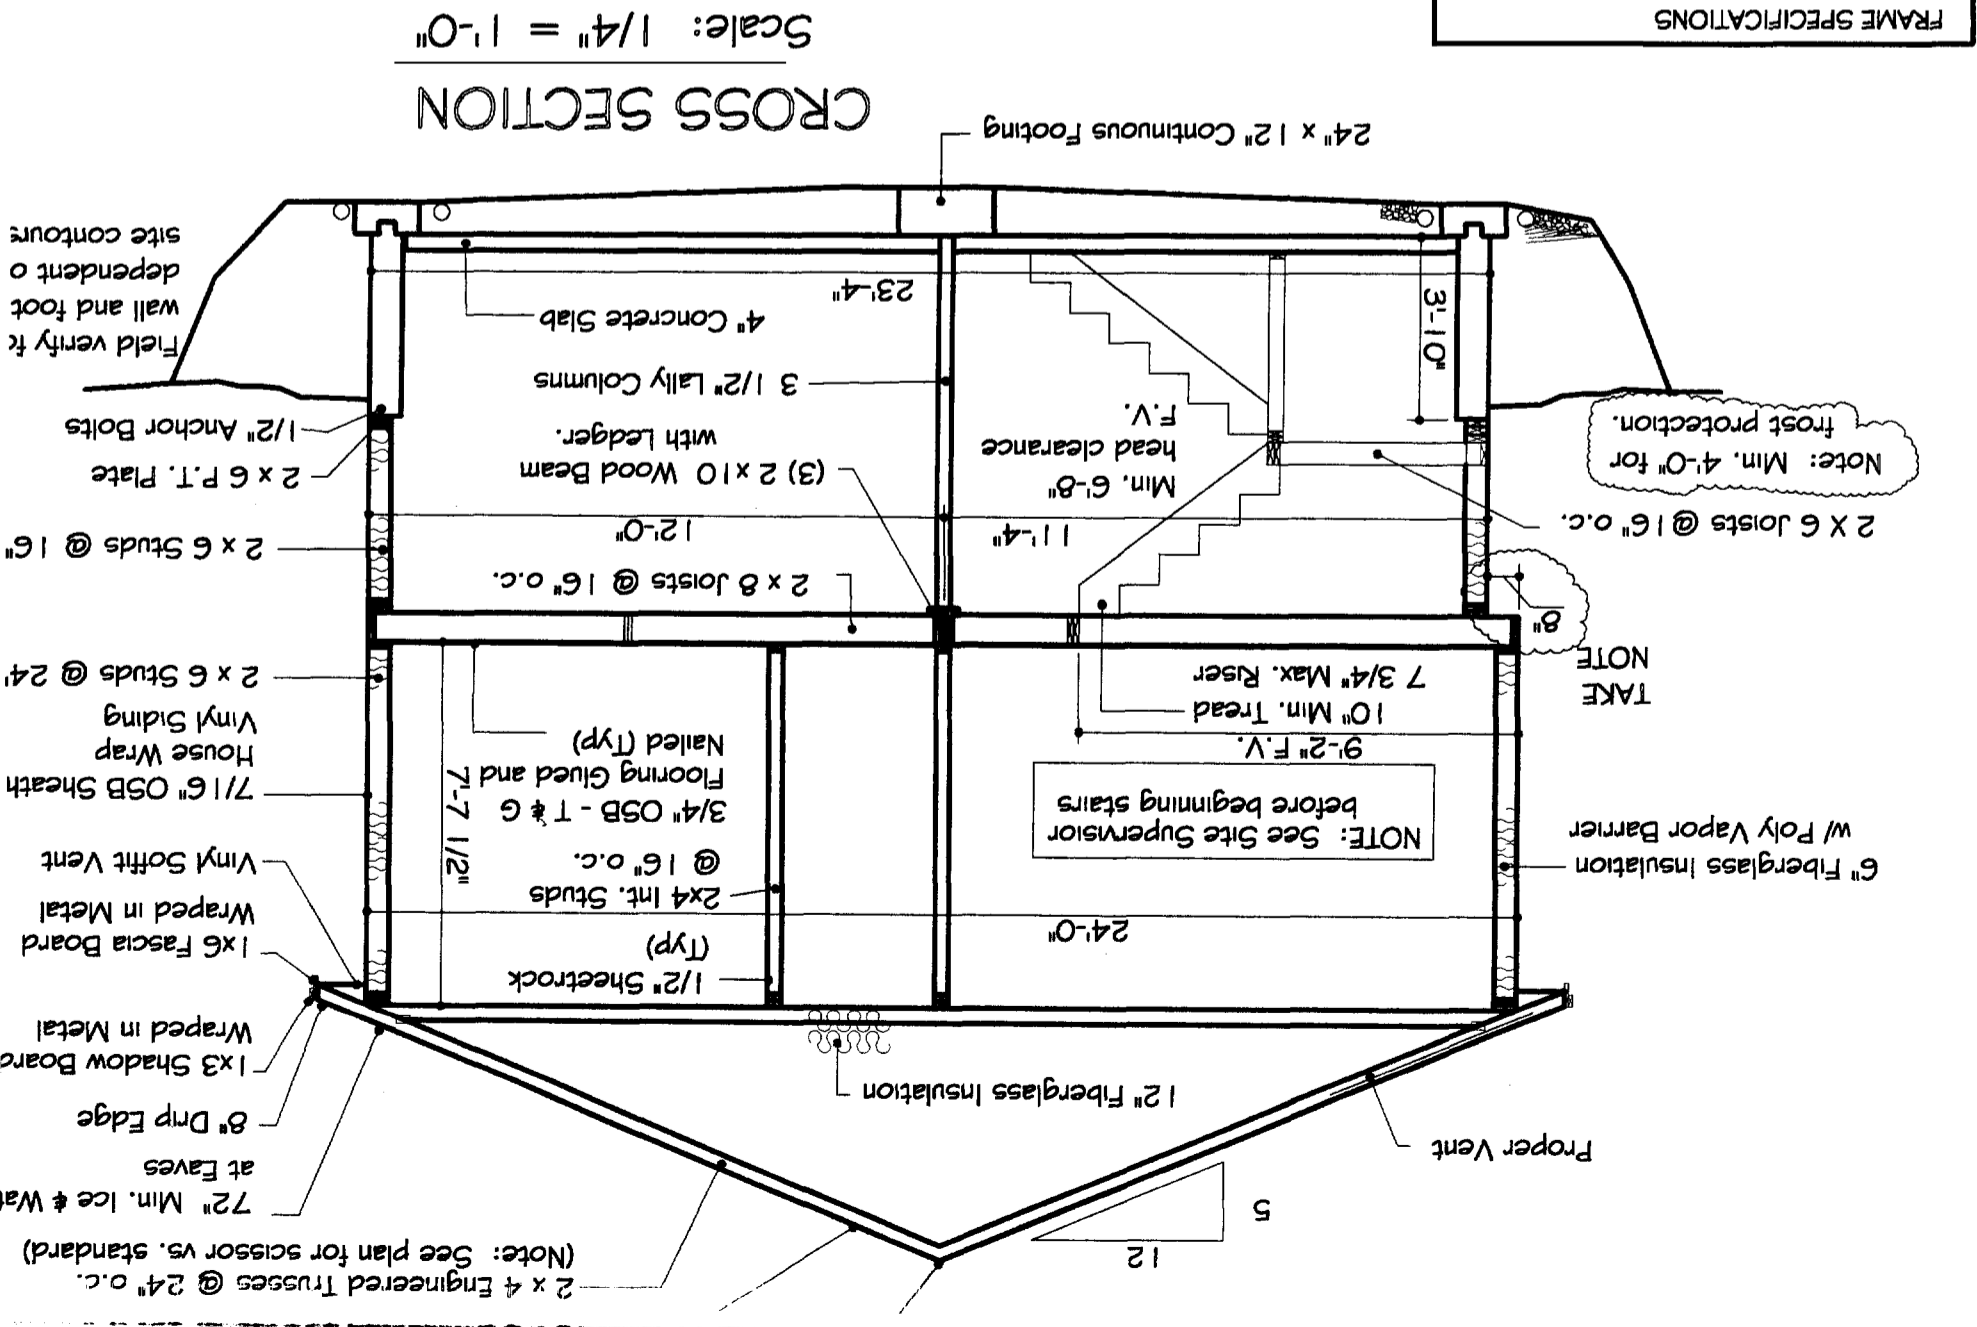 2 x 4 Engineered Trusses @ 24" o.c.
(Note: See plan for scissor vs. standard)
12
5
72" Min. Ice & Wat
at Eaves
8" Drip Edge
1x3 Shadow Board
Wraped in Metal
1x6 Fascia Board
Wraped in Metal
Vinyl Soffit Vent
7/16" OSB Sheath
House Wrap
Vinyl Siding
2 x 6 Studs @ 24"
2 x 6 Studs @ 16"
2 x 6 P.T. Plate
1/2" Anchor Bolts
Field verify fo
wall and foot
dependent o
site contours
Proper Vent
12" Fiberglass Insulation
1/2" Sheetrock
(Typ)
24'-0"
2x4 Int. Studs
@ 16" o.c.
3/4" OSB - T & G
Flooring Glued and
Nailed (Typ)
7'-7 1/2"
6" Fiberglass Insulation
w/ Poly Vapor Barrier
NOTE: See Site Supervisior
before beginning stairs
9'-2" F.V.
10" Min. Tread
7 3/4" Max. Riser
TAKE
NOTE
8"
2 x 8 Joists @ 16" o.c.
11'-4"
12'-0"
2 X 6 Joists @ 16" o.c.
Note: Min. 4'-0" for
frost protection.
Min. 6'-8"
head clearance
F.V.
(3) 2 x 10 Wood Beam
with Ledger.
3 1/2" Lally Columns
4" Concrete Slab
3'-10"
23'-4"
24" x 12" Continuous Footing
CROSS SECTION
Scale: 1/4" = 1'-0"
FRAME SPECIFICATIONS